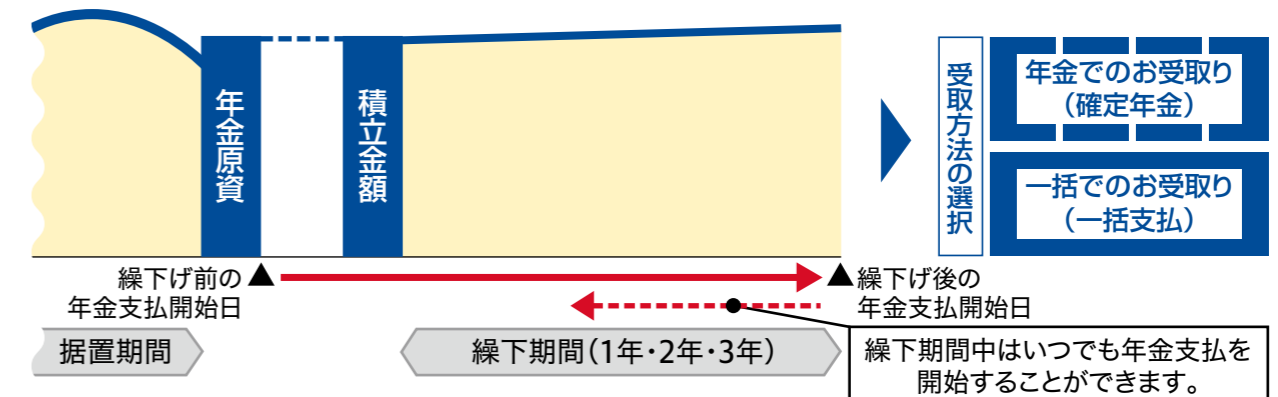 年金原資
積立金額
受取方法の選択
年金でのお受取り
（確定年金）
一括でのお受取り
（一括支払）
繰下げ前の
年金支払開始日
繰下げ後の
年金支払開始日
据置期間
繰下期間（1年・2年・3年）
繰下期間中はいつでも年金支払を
開始することができます。